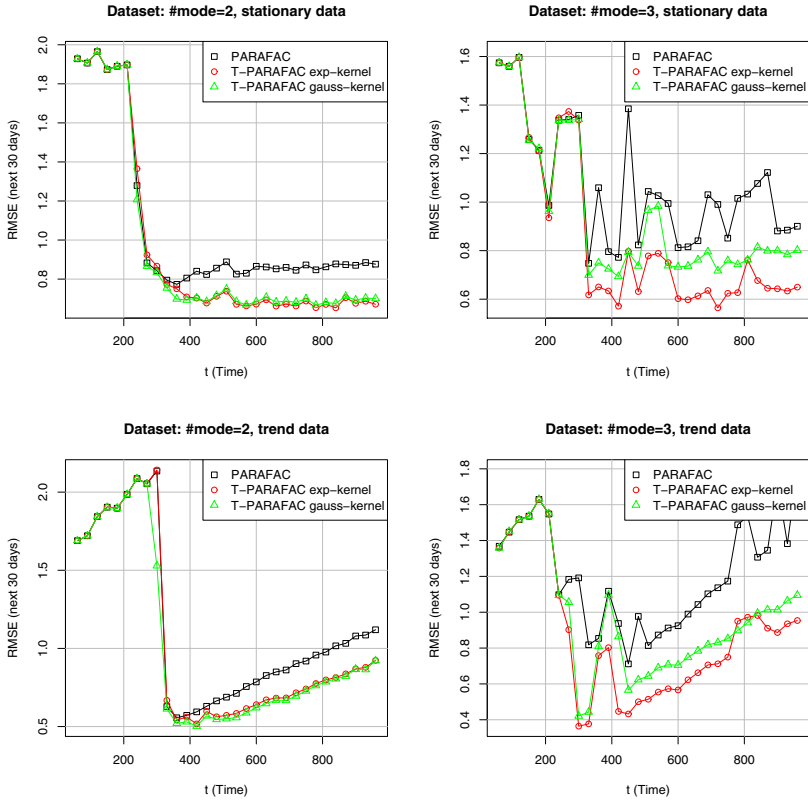 Dataset: #mode=2, stationary data
RMSE (next 30 days)
2.0
1.8
1.6
1.4
1.2
1.0
0.8
PARAFAC
T−PARAFAC exp−kernel
T−PARAFAC gauss−kernel
200 400 600 800
t (Time)
Dataset: #mode=3, stationary data
RMSE (next 30 days)
1.6
1.4
1.2
1.0
0.8
0.6
PARAFAC
T−PARAFAC exp−kernel
T−PARAFAC gauss−kernel
200 400 600 800
t (Time)
Dataset: #mode=2, trend data
RMSE (next 30 days)
2.0
1.5
1.0
0.5
PARAFAC
T−PARAFAC exp−kernel
T−PARAFAC gauss−kernel
200 400 600 800
t (Time)
Dataset: #mode=3, trend data
RMSE (next 30 days)
1.8
1.6
1.4
1.2
1.0
0.8
0.6
0.4
PARAFAC
T−PARAFAC exp−kernel
T−PARAFAC gauss−kernel
200 400 600 800
t (Time)